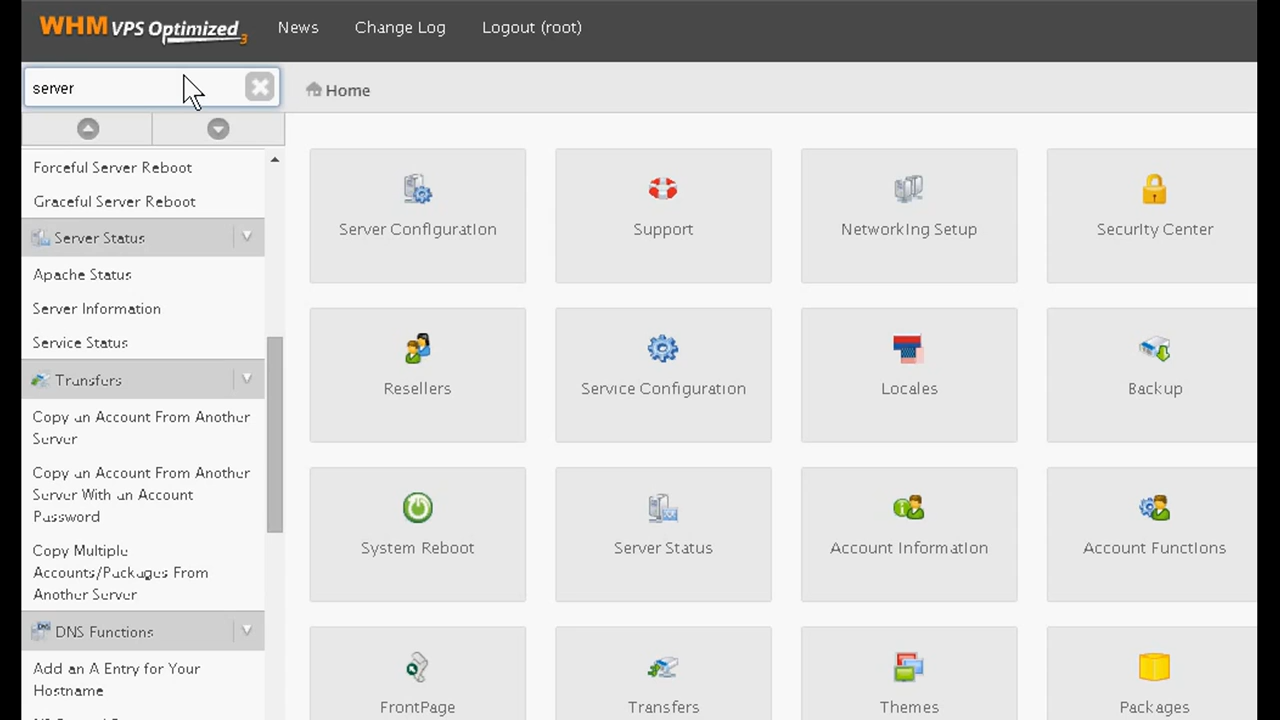 WHM VPS Optimized 3
News Change Log Logout (root)
server
Home
Forceful Server Reboot
Graceful Server Reboot
Server Status
Apache Status
Server Information
Service Status
Transfers
Copy an Account From Another
Server
Copy an Account From Another
Server With an Account
Password
Copy Multiple
Accounts/Packages From
Another Server
DNS Functions
Add an A Entry for Your
Hostname
Server Configuration Support Networking Setup Security Center
Resellers Service Configuration Locales Backup
System Reboot Server Status Account Information Account Functions
FrontPage Transfers Themes Packages